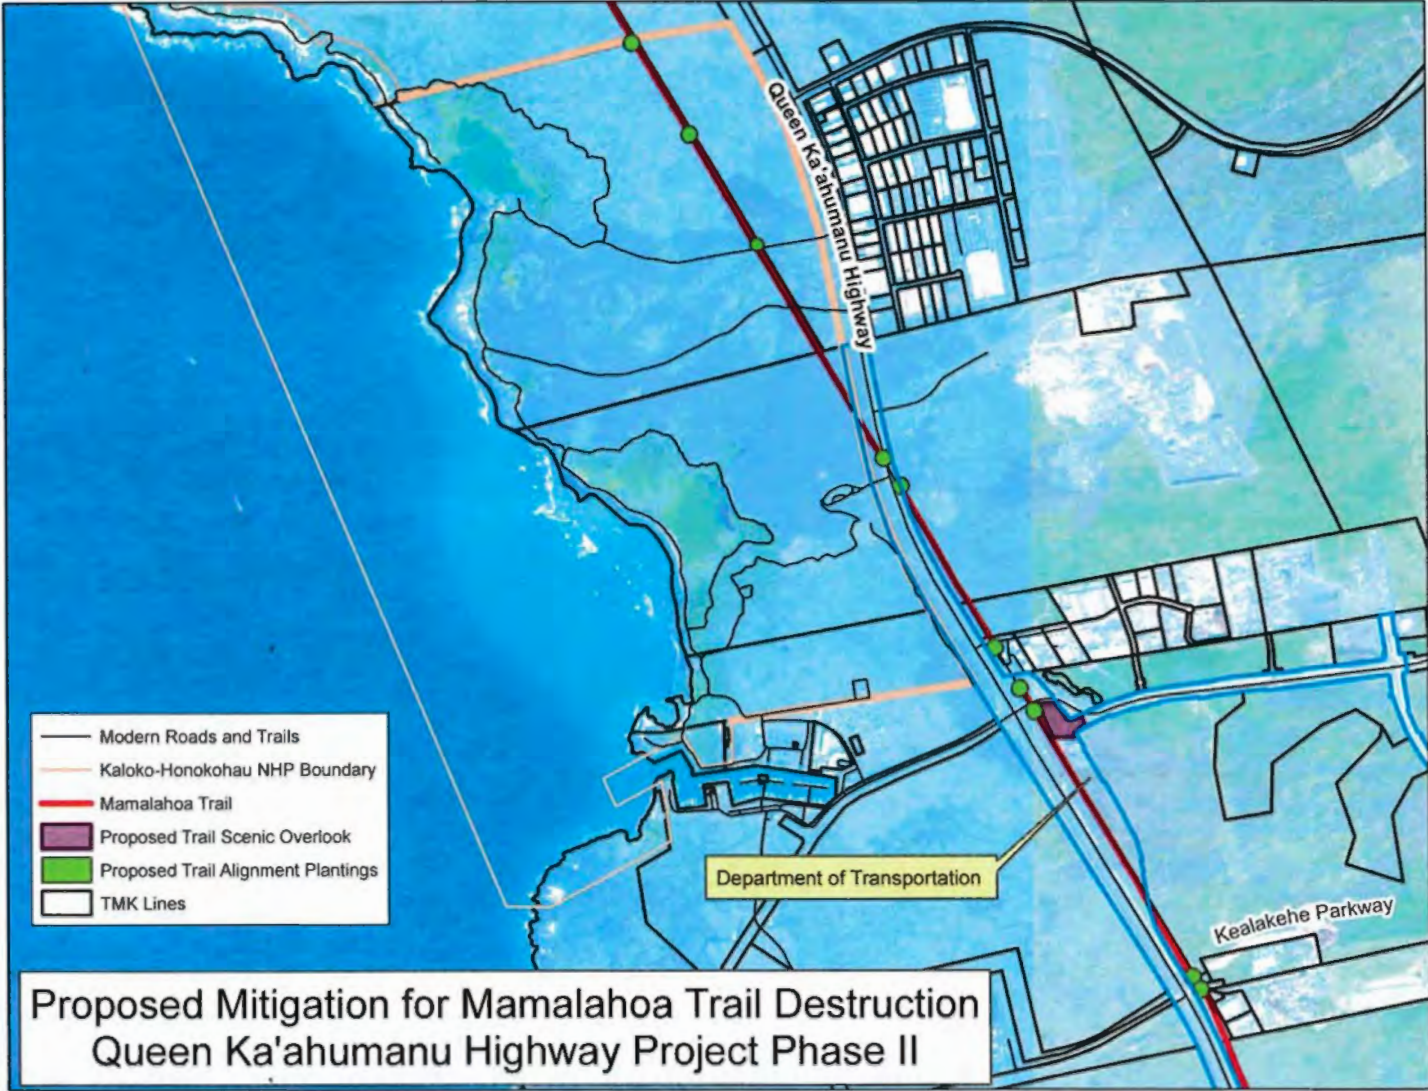 Queen Ka'ahumanu Highway
Modern Roads and Trails
Kaloko-Honokohau NHP Boundary
Mamalahoa Trail
Proposed Trail Scenic Overlook
Proposed Trail Alignment Plantings
TMK Lines
Department of Transportation
Kealakehe Parkway
Proposed Mitigation for Mamalahoa Trail Destruction
Queen Ka'ahumanu Highway Project Phase II